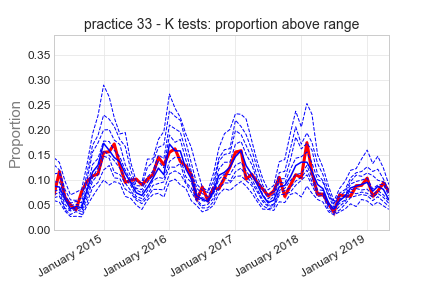 practice 33 - K tests: proportion above range
Proportion
0.35
0.30
0.25
0.20
0.15
0.10
0.05
0.00
January 2015
January 2016
January 2017
January 2018
January 2019